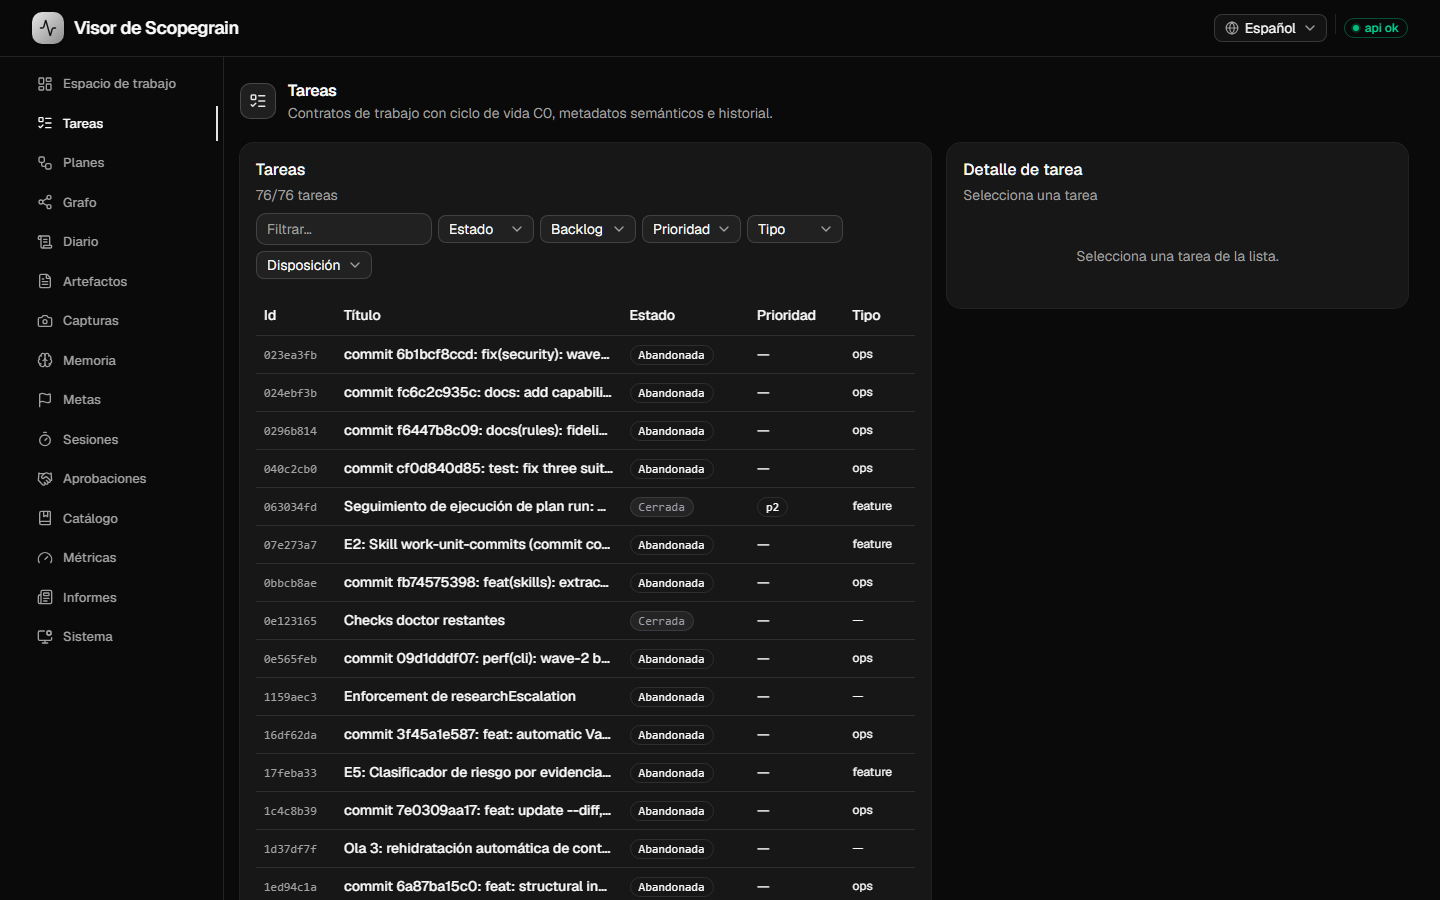 Visor de Scopegrain
Español
api ok
Espacio de trabajo
Tareas
Planes
Grafo
Diario
Artefactos
Capturas
Memoria
Metas
Sesiones
Aprobaciones
Catálogo
Métricas
Informes
Sistema
Tareas
Contratos de trabajo con ciclo de vida C0, metadatos semánticos e historial.
Tareas
76/76 tareas
Filtrar...
Estado
Backlog
Prioridad
Tipo
Disposición
Id Título Estado Prioridad Tipo
023ea3fb commit 6b1bcf8ccd: fix(security): wave... Abandonada — ops
024ebf3b commit fc6c2c935c: docs: add capabili... Abandonada — ops
0296b814 commit f6447b8c09: docs(rules): fideli... Abandonada — ops
040c2cb0 commit cf0d840d85: test: fix three suit... Abandonada — ops
063034fd Seguimiento de ejecución de plan run: ... Cerrada p2 feature
07e273a7 E2: Skill work-unit-commits (commit co... Abandonada — feature
0bbcb8ae commit fb74575398: feat(skills): extrac... Abandonada — ops
0e123165 Checks doctor restantes Cerrada — —
0e565feb commit 09d1dddf07: perf(cli): wave-2 b... Abandonada — ops
1159aec3 Enforcement de researchEscalation Abandonada — —
16df62da commit 3f45a1e587: feat: automatic Va... Abandonada — ops
17feba33 E5: Clasificador de riesgo por evidencia... Abandonada — feature
1c4c8b39 commit 7e0309aa17: feat: update --diff,... Abandonada — ops
1d37df7f Ola 3: rehidratación automática de cont... Abandonada — —
1ed94c1a commit 6a87ba15c0: feat: structural in... Abandonada — ops
Detalle de tarea
Selecciona una tarea
Selecciona una tarea de la lista.